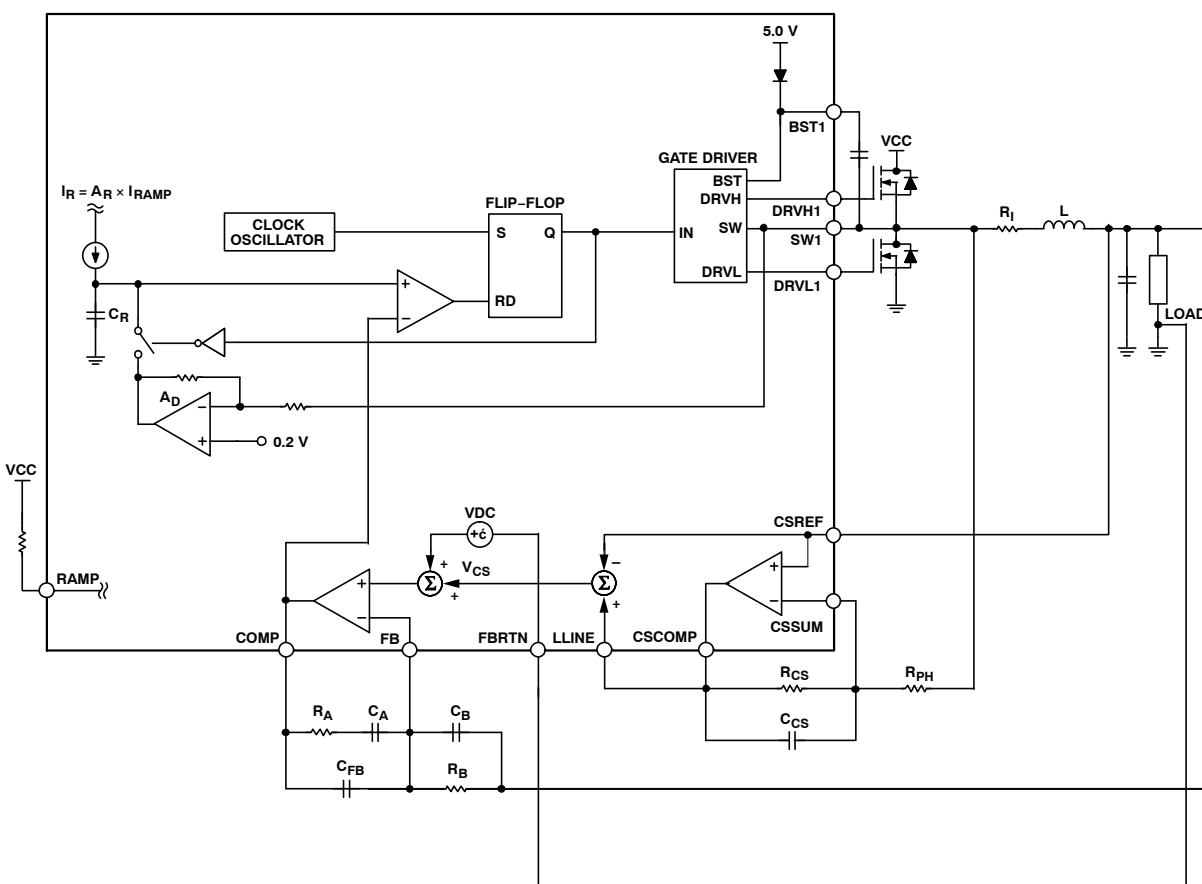 5.0 V
BST1
VCC
GATE DRIVER
BST
DRVH
DRVH1
IN
SW
SW1
DRVL
DRVL1
I_R = A_R × I_RAMP
CLOCK
OSCILLATOR
FLIP–FLOP
S
Q
RD
R_I
L
LOAD
C_R
+
–
A_D
–
+
0.2 V
VCC
RAMP
VDC
+ċ
CSREF
+
V_CS
Σ
+
–
Σ
+
+
–
+
–
CSSUM
COMP
FB
FBRTN
LLINE
CSCOMP
R_CS
R_PH
C_CS
R_A
C_A
C_B
C_FB
R_B